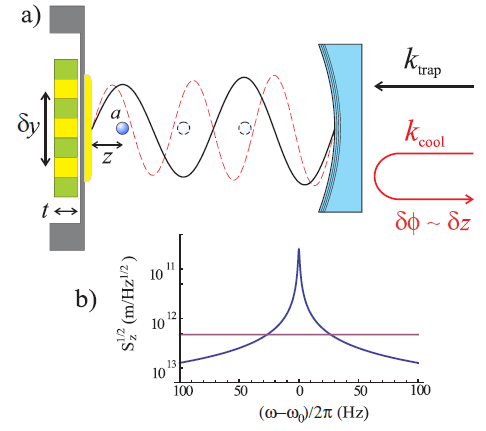 a)
k_trap
a
δy
k_cool
z
t
δϕ ~ δz
b)
S_z^1/2 (m/Hz^1/2)
10^11
10^12
10^13
100 50 0 50 100
(ω–ω_0)/2π (Hz)